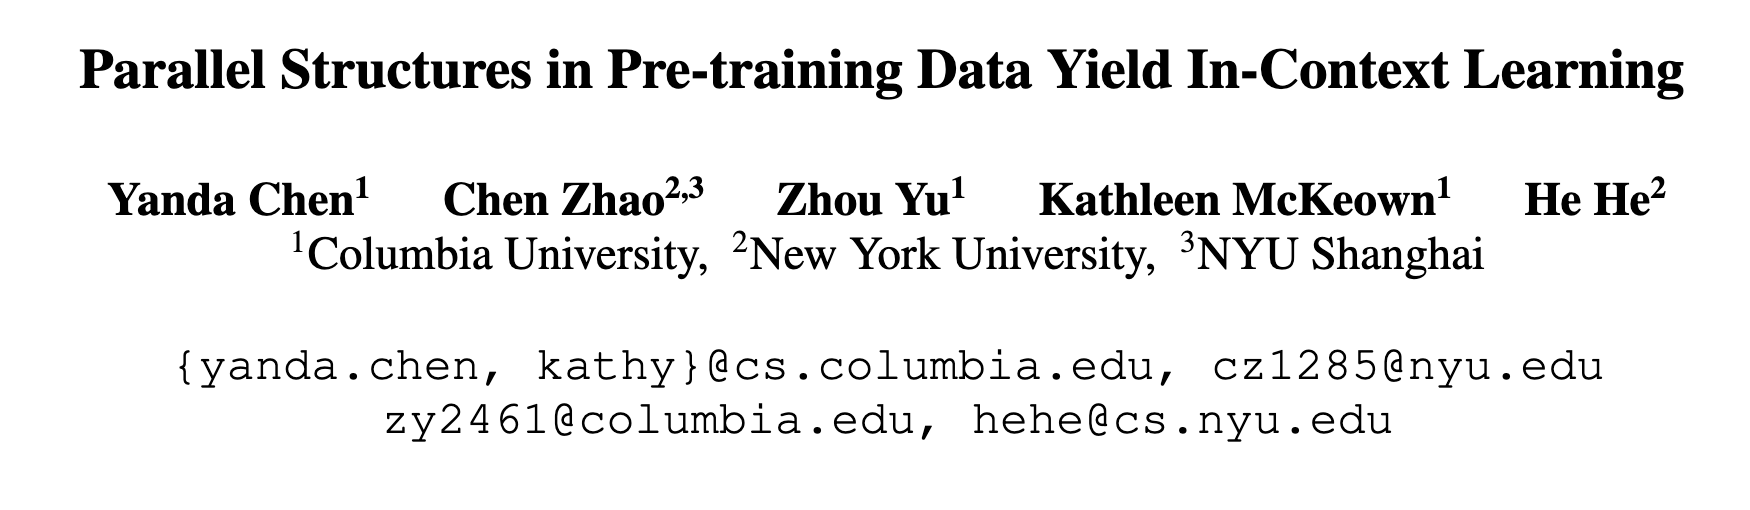 Parallel Structures in Pre-training Data Yield In-Context Learning
Yanda Chen¹ Chen Zhao²,³ Zhou Yu¹ Kathleen McKeown¹ He He²
¹Columbia University, ²New York University, ³NYU Shanghai
{yanda.chen, kathy}@cs.columbia.edu, cz1285@nyu.edu
zy2461@columbia.edu, hehe@cs.nyu.edu